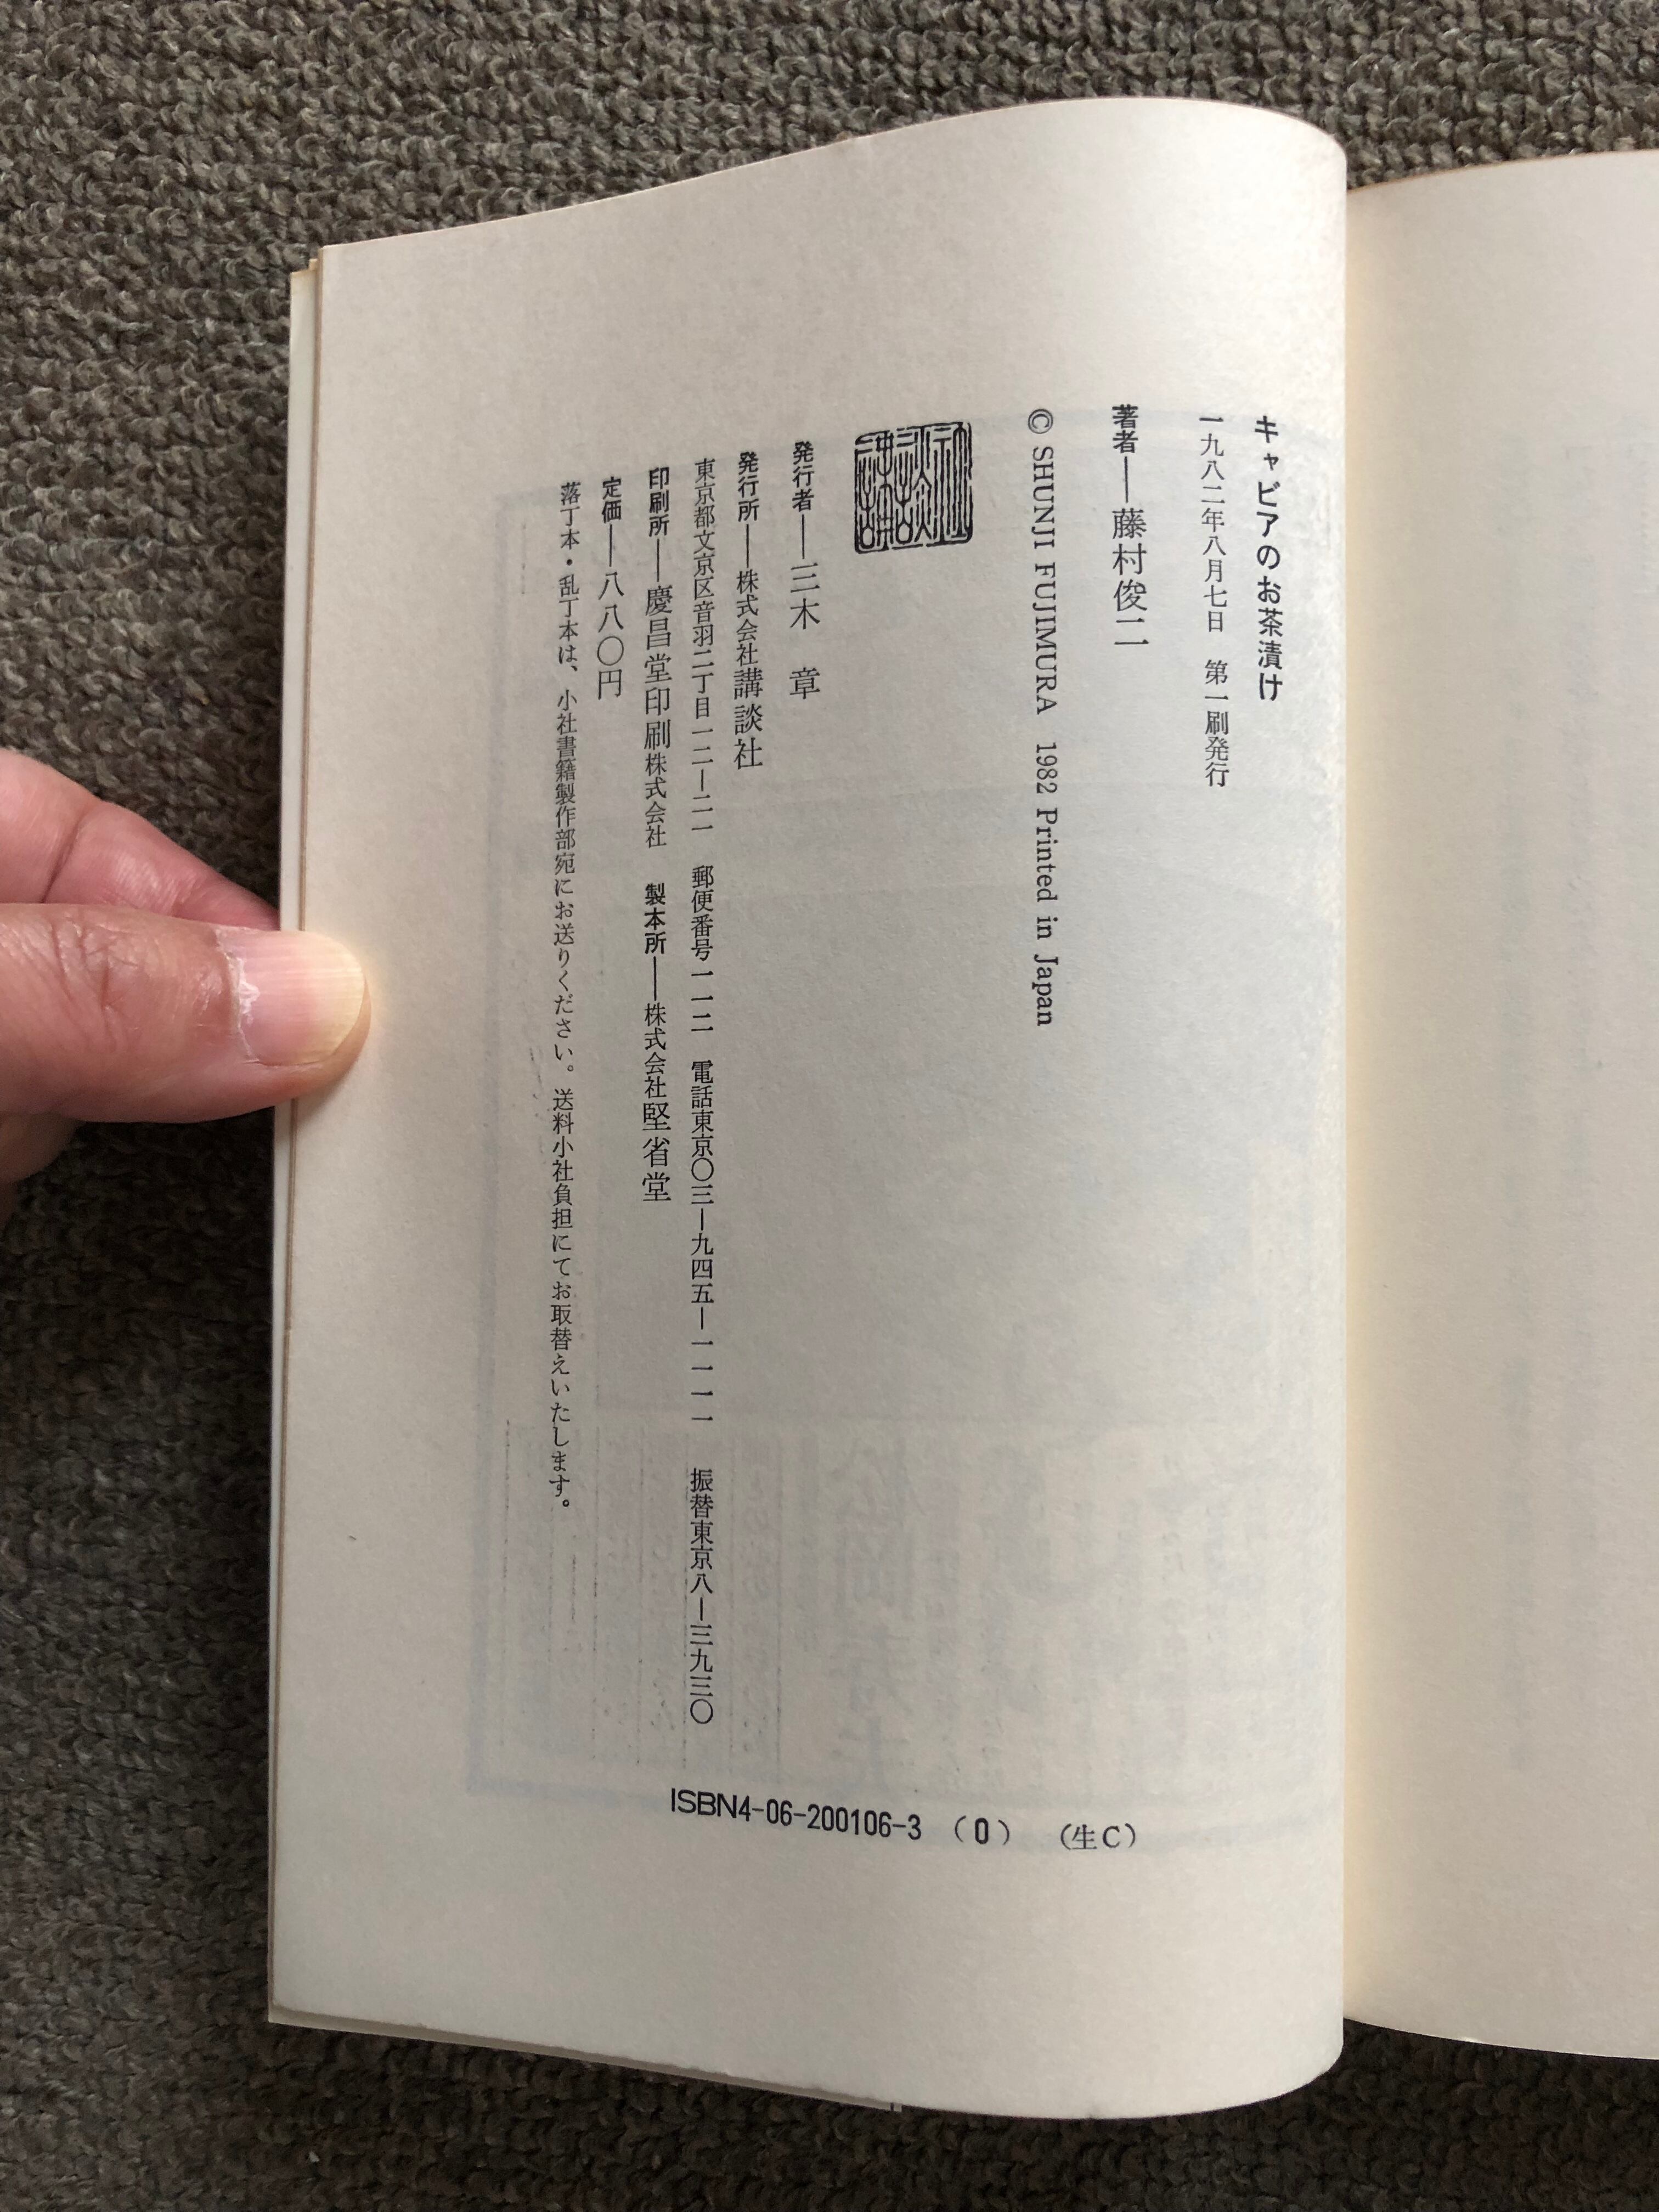 キャビアのお茶漬け
一九八二年八月七日　第一刷発行
著者―藤村俊二
© SHUNJI FUJIMURA　1982 Printed in Japan
発行者―三木　章
発行所―株式会社講談社
東京都文京区音羽二丁目一二―二一　郵便番号一一二　電話東京〇三―九四五―一一一一　振替東京八―三九三〇
印刷所―慶昌堂印刷株式会社　製本所―株式会社堅省堂
定価―八八〇円
落丁本・乱丁本は、小社書籍製作部宛にお送りください。送料小社負担にてお取替えいたします。
ISBN4-06-200106-3 （0）　（生C）